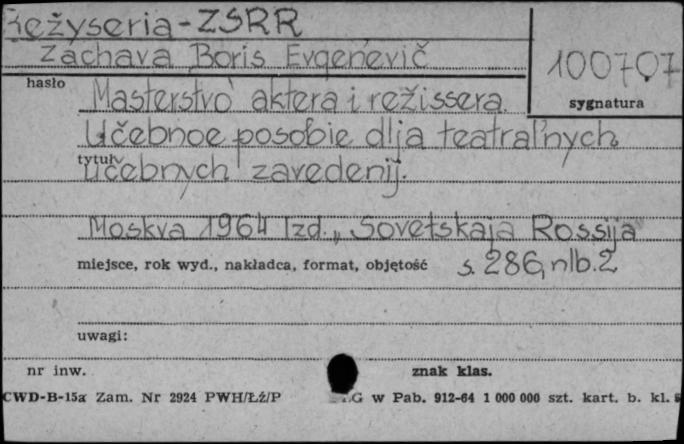 Reżyseria-ZSRR
Zachava Boris Evgen'evič
100707
hasło
sygnatura
Masterstvo aktera i režissera.
Učebnoe posobie dlja teatral'nych
tytuł
učebnych zavedenij.
Moskva 1964 Izd. „Sovetskaja Rossija"
miejsce, rok wyd., nakładca, format, objętość
s. 286, nlb. 2
uwagi:
nr inw.
znak klas.
CWD-B-15a Zam. Nr 2924 PWH/Łż/P
G w Pab. 912-64 1 000 000 szt. kart. b. kl.